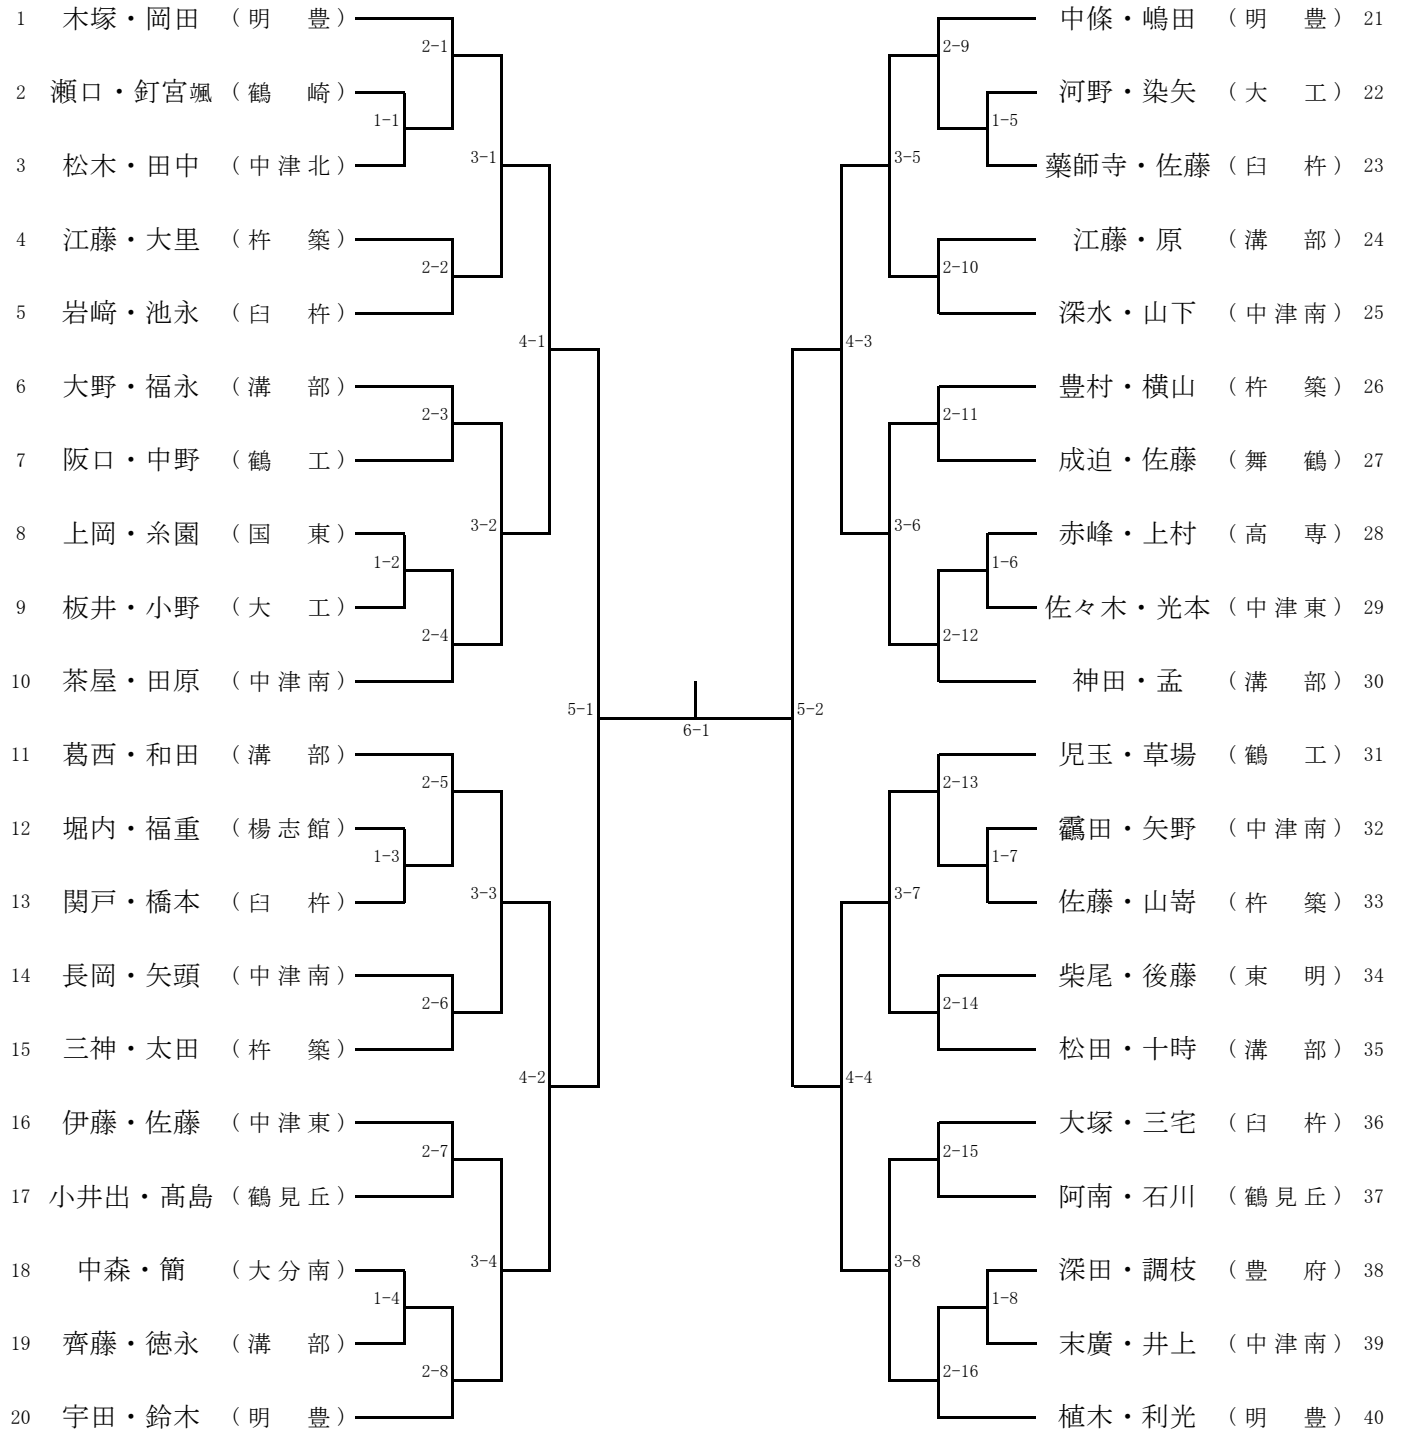 1 木塚・岡田 (明 豊) 中條・嶋田 (明 豊) 21
2-1 2-9
2 瀬口・釘宮颯 (鶴 崎) 河野・染矢 (大 工) 22
1-1 1-5
3 松木・田中 (中津北) 3-1 3-5 藥師寺・佐藤 (臼 杵) 23
4 江藤・大里 (杵 築) 江藤・原 (溝 部) 24
2-2 2-10
5 岩﨑・池永 (臼 杵) 深水・山下 (中津南) 25
4-1 4-3
6 大野・福永 (溝 部) 豊村・横山 (杵 築) 26
2-3 2-11
7 阪口・中野 (鶴 工) 成迫・佐藤 (舞 鶴) 27
8 上岡・糸園 (国 東) 3-2 3-6 赤峰・上村 (高 専) 28
1-2 1-6
9 板井・小野 (大 工) 佐々木・光本 (中津東) 29
2-4 2-12
10 茶屋・田原 (中津南) 神田・孟 (溝 部) 30
5-1 5-2
6-1
11 葛西・和田 (溝 部) 児玉・草場 (鶴 工) 31
2-5 2-13
12 堀内・福重 (楊志館) 靍田・矢野 (中津南) 32
1-3 1-7
13 関戸・橋本 (臼 杵) 3-3 3-7 佐藤・山嵜 (杵 築) 33
14 長岡・矢頭 (中津南) 柴尾・後藤 (東 明) 34
2-6 2-14
15 三神・太田 (杵 築) 松田・十時 (溝 部) 35
4-2 4-4
16 伊藤・佐藤 (中津東) 大塚・三宅 (臼 杵) 36
2-7 2-15
17 小井出・髙島 (鶴見丘) 阿南・石川 (鶴見丘) 37
18 中森・簡 (大分南) 3-4 3-8 深田・調枝 (豊 府) 38
1-4 1-8
19 齊藤・徳永 (溝 部) 末廣・井上 (中津南) 39
2-8 2-16
20 宇田・鈴木 (明 豊) 植木・利光 (明 豊) 40